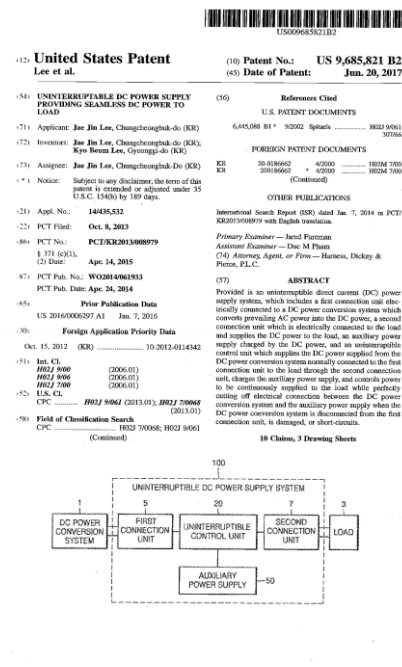 US009685821B2
(12) United States Patent
Lee et al.
(10) Patent No.: US 9,685,821 B2
(45) Date of Patent: Jun. 20, 2017
(54) UNINTERRUPTABLE DC POWER SUPPLY
PROVIDING SEAMLESS DC POWER TO
LOAD
(71) Applicant: Jae Jin Lee, Chungcheongbuk-do (KR)
(72) Inventors: Jae Jin Lee, Chungcheongbuk-do (KR);
Kyo Beum Lee, Gyeonggi-do (KR)
(73) Assignee: Jae Jin Lee, Chungcheongbuk-Do (KR)
( * ) Notice: Subject to any disclaimer, the term of this
patent is extended or adjusted under 35
U.S.C. 154(b) by 189 days.
(21) Appl. No.: 14/435,532
(22) PCT Filed: Oct. 8, 2013
(86) PCT No.: PCT/KR2013/008979
§ 371 (c)(1),
(2) Date: Apr. 14, 2015
(87) PCT Pub. No.: WO2014/061933
PCT Pub. Date: Apr. 24, 2014
(65) Prior Publication Data
US 2016/0006297 A1 Jan. 7, 2016
(30) Foreign Application Priority Data
Oct. 15, 2012 (KR) 10-2012-0114342
(51) Int. Cl.
H02J 9/00 (2006.01)
H02J 9/06 (2006.01)
H02J 7/00 (2006.01)
(52) U.S. Cl.
CPC H02J 9/061 (2013.01); H02J 7/0068
(2013.01)
(58) Field of Classification Search
CPC H02J 7/0068; H02J 9/061
(Continued)
(56) References Cited
U.S. PATENT DOCUMENTS
6,445,088 B1* 9/2002 Spitaels H02J 9/061
307/66
FOREIGN PATENT DOCUMENTS
KR 20-0186662 4/2000 H02M 7/00
KR 200186663 * 4/2000 H02M 7/00
(Continued)
OTHER PUBLICATIONS
International Search Report (ISR) dated Jan. 7, 2014 in PCT/
KR2013/008979 with English translation.
Primary Examiner — Jared Fureman
Assistant Examiner — Duc M Pham
(74) Attorney, Agent, or Firm — Harness, Dickey &
Pierce, P.L.C.
(57) ABSTRACT
Provided is an uninterruptible direct current (DC) power
supply system, which includes a first connection unit elec-
trically connected to a DC power conversion system which
converts prevailing AC power into the DC power, a second
connection unit which is electrically connected to the load
and supplies the DC power to the load, an auxiliary power
supply charged by the DC power, and an uninterruptible
control unit which supplies the DC power supplied from the
DC power conversion system normally connected to the first
connection unit to the load through the second connection
unit, charges the auxiliary power supply, and controls power
to be continuously supplied to the load while perfectly
cutting off electrical connection between the DC power
conversion system and the auxiliary power supply when the
DC power conversion system is disconnected from the first
connection unit, is damaged, or short-circuits.
10 Claims, 3 Drawing Sheets
100
UNINTERRUPTIBLE DC POWER SUPPLY SYSTEM
1 5 20 7 3
DC POWER
CONVERSION
SYSTEM
FIRST
CONNECTION
UNIT
UNINTERRUPTIBLE
CONTROL UNIT
SECOND
CONNECTION
UNIT
LOAD
AUXILIARY
POWER SUPPLY
50